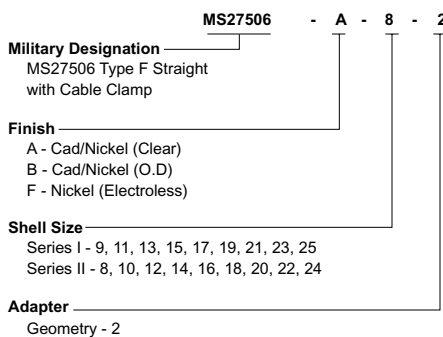 MS27506 - A - 8 - 2
Military Designation
MS27506 Type F Straight
with Cable Clamp
Finish
A - Cad/Nickel (Clear)
B - Cad/Nickel (O.D)
F - Nickel (Electroless)
Shell Size
Series I - 9, 11, 13, 15, 17, 19, 21, 23, 25
Series II - 8, 10, 12, 14, 16, 18, 20, 22, 24
Adapter
Geometry - 2